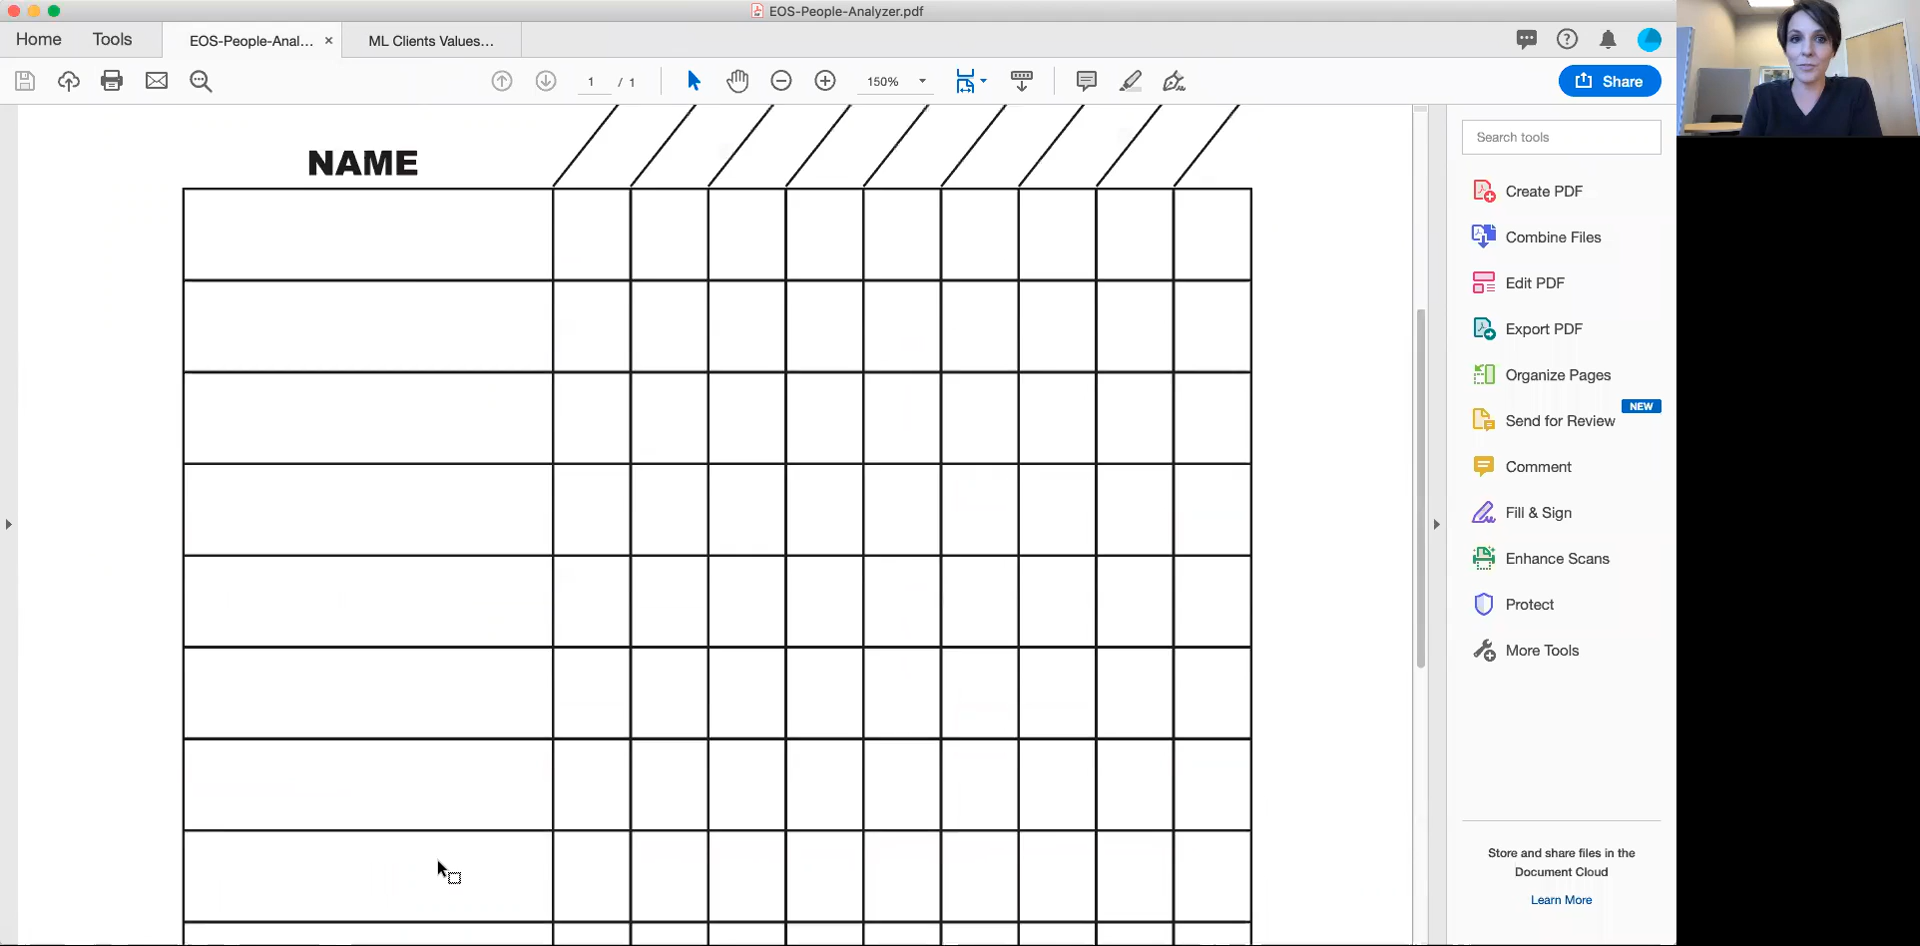 EOS-People-Analyzer.pdf
Home Tools EOS-People-Anal... × ML Clients Values...
1 / 1 150% Share
NAME
Search tools
Create PDF
Combine Files
Edit PDF
Export PDF
Organize Pages
NEW
Send for Review
Comment
Fill & Sign
Enhance Scans
Protect
More Tools
Store and share files in the
Document Cloud
Learn More